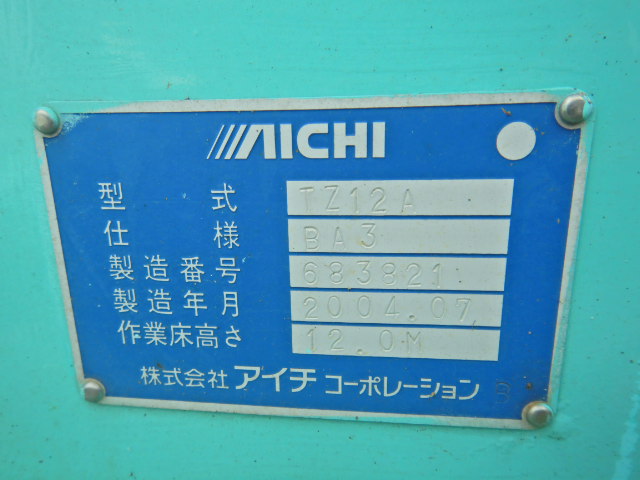 AICHI
型式 TZ12A
仕様 BA3
製造番号 683821
製造年月 2004.07
作業床高さ 12.0M
株式会社 アイチ コーポレーション